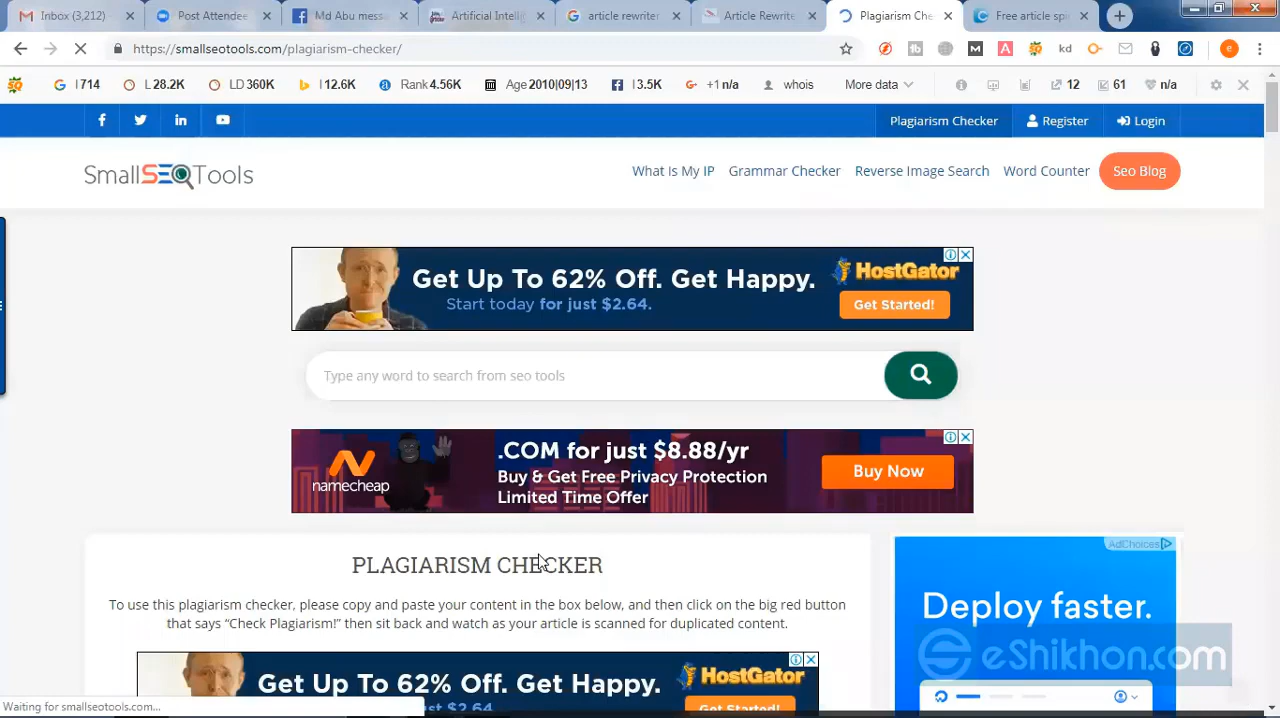 Inbox (3,212)
Post Attendee
Md Abu messa
Artificial Intelli
article rewriter
Article Rewrite
Plagiarism Che
Free article spi
https://smallseotools.com/plagiarism-checker/
kd
e
I 714
L 28.2K
LD 360K
I 12.6K
Rank 4.56K
Age 2010|09|13
I 3.5K
+1 n/a
whois
More data
12
61
n/a
Plagiarism Checker
Register
Login
SmallSEOTools
What Is My IP
Grammar Checker
Reverse Image Search
Word Counter
Seo Blog
Get Up To 62% Off. Get Happy.
Start today for just $2.64.
HostGator
Get Started!
Type any word to search from seo tools
namecheap
.COM for just $8.88/yr
Buy & Get Free Privacy Protection
Limited Time Offer
Buy Now
PLAGIARISM CHECKER
To use this plagiarism checker, please copy and paste your content in the box below, and then click on the big red button
that says “Check Plagiarism!” then sit back and watch as your article is scanned for duplicated content.
AdChoices
Deploy faster.
eShikhon.com
Get Up To 62% Off. Get Happy.
HostGator
Get Started!
Waiting for smallseotools.com...